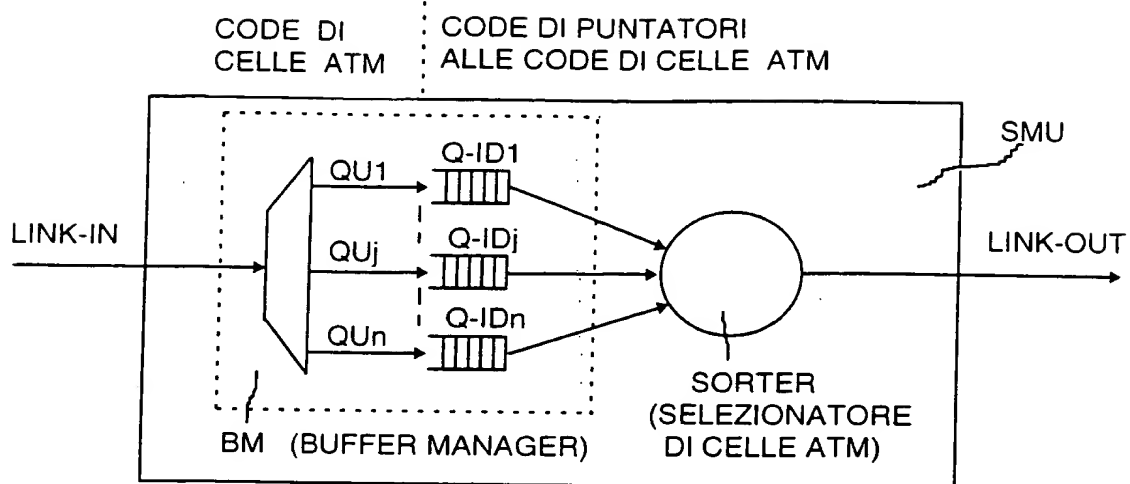 CODE DI
CELLE ATM
CODE DI PUNTATORI
ALLE CODE DI CELLE ATM
SMU
Q-ID1
QU1
LINK-IN
Q-IDj
QUj
LINK-OUT
Q-IDn
QUn
SORTER
(SELEZIONATORE
DI CELLE ATM)
BM (BUFFER MANAGER)